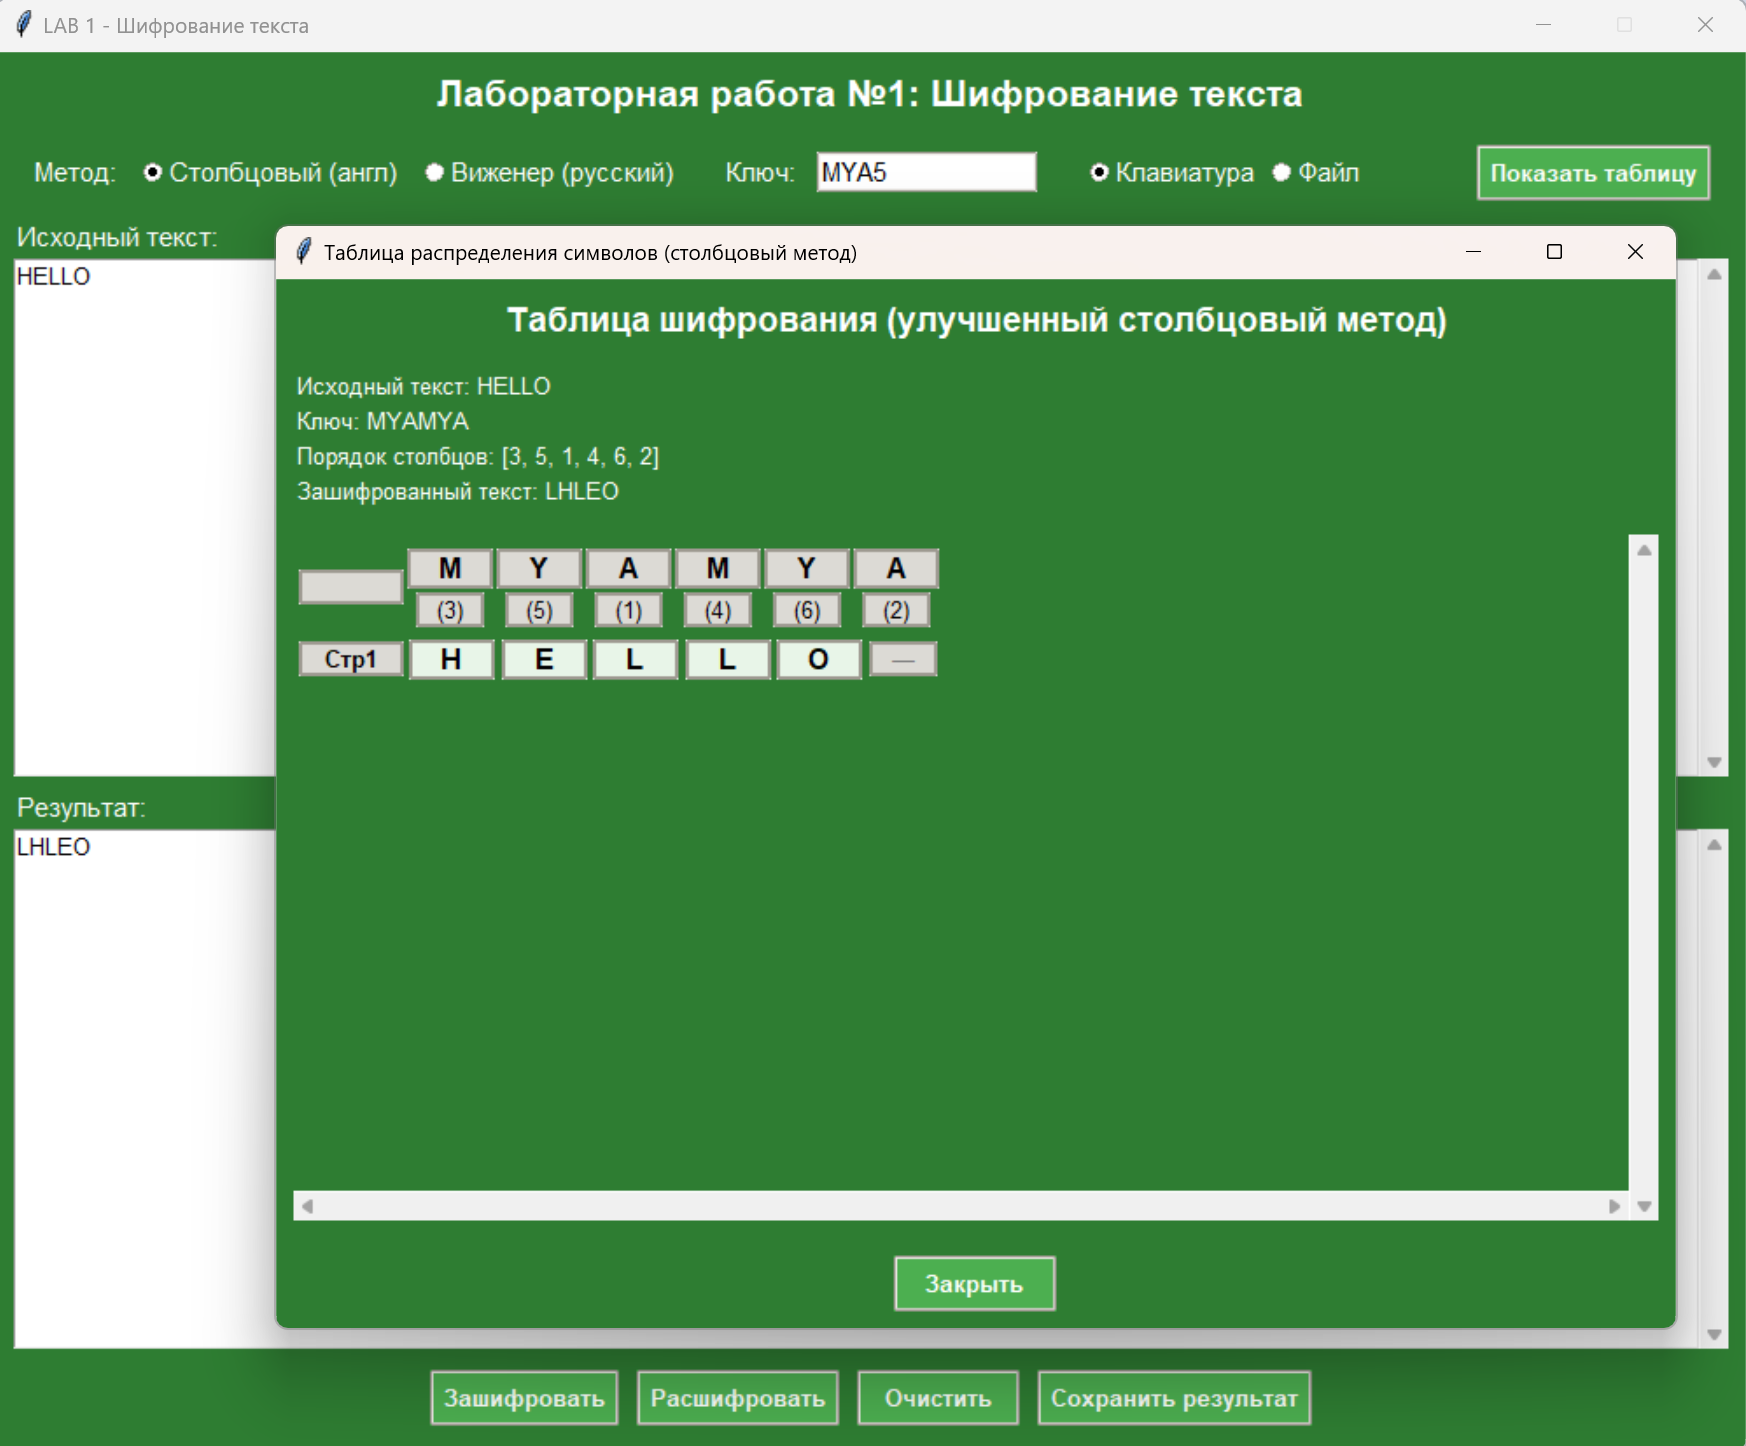 LAB 1 - Шифрование текста
Лабораторная работа №1: Шифрование текста
Метод: Столбцовый (англ) Виженер (русский) Ключ: MYA5 Клавиатура Файл Показать таблицу
Исходный текст:
HELLO
Таблица распределения символов (столбцовый метод)
Таблица шифрования (улучшенный столбцовый метод)
Исходный текст: HELLO
Ключ: MYAMYA
Порядок столбцов: [3, 5, 1, 4, 6, 2]
Зашифрованный текст: LHLEO
M Y A M Y A
(3) (5) (1) (4) (6) (2)
Стр1 H E L L O —
Результат:
LHLEO
Закрыть
Зашифровать Расшифровать Очистить Сохранить результат